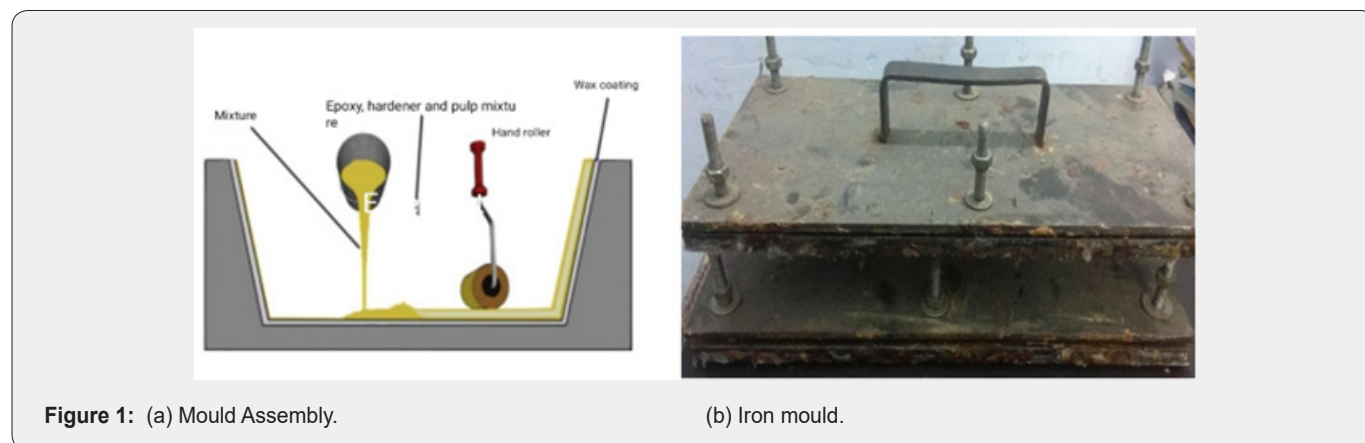 Wax coating
Epoxy, hardener and pulp mixtu
re
Mixture
Hand roller
E
Figure 1: (a) Mould Assembly.
(b) Iron mould.